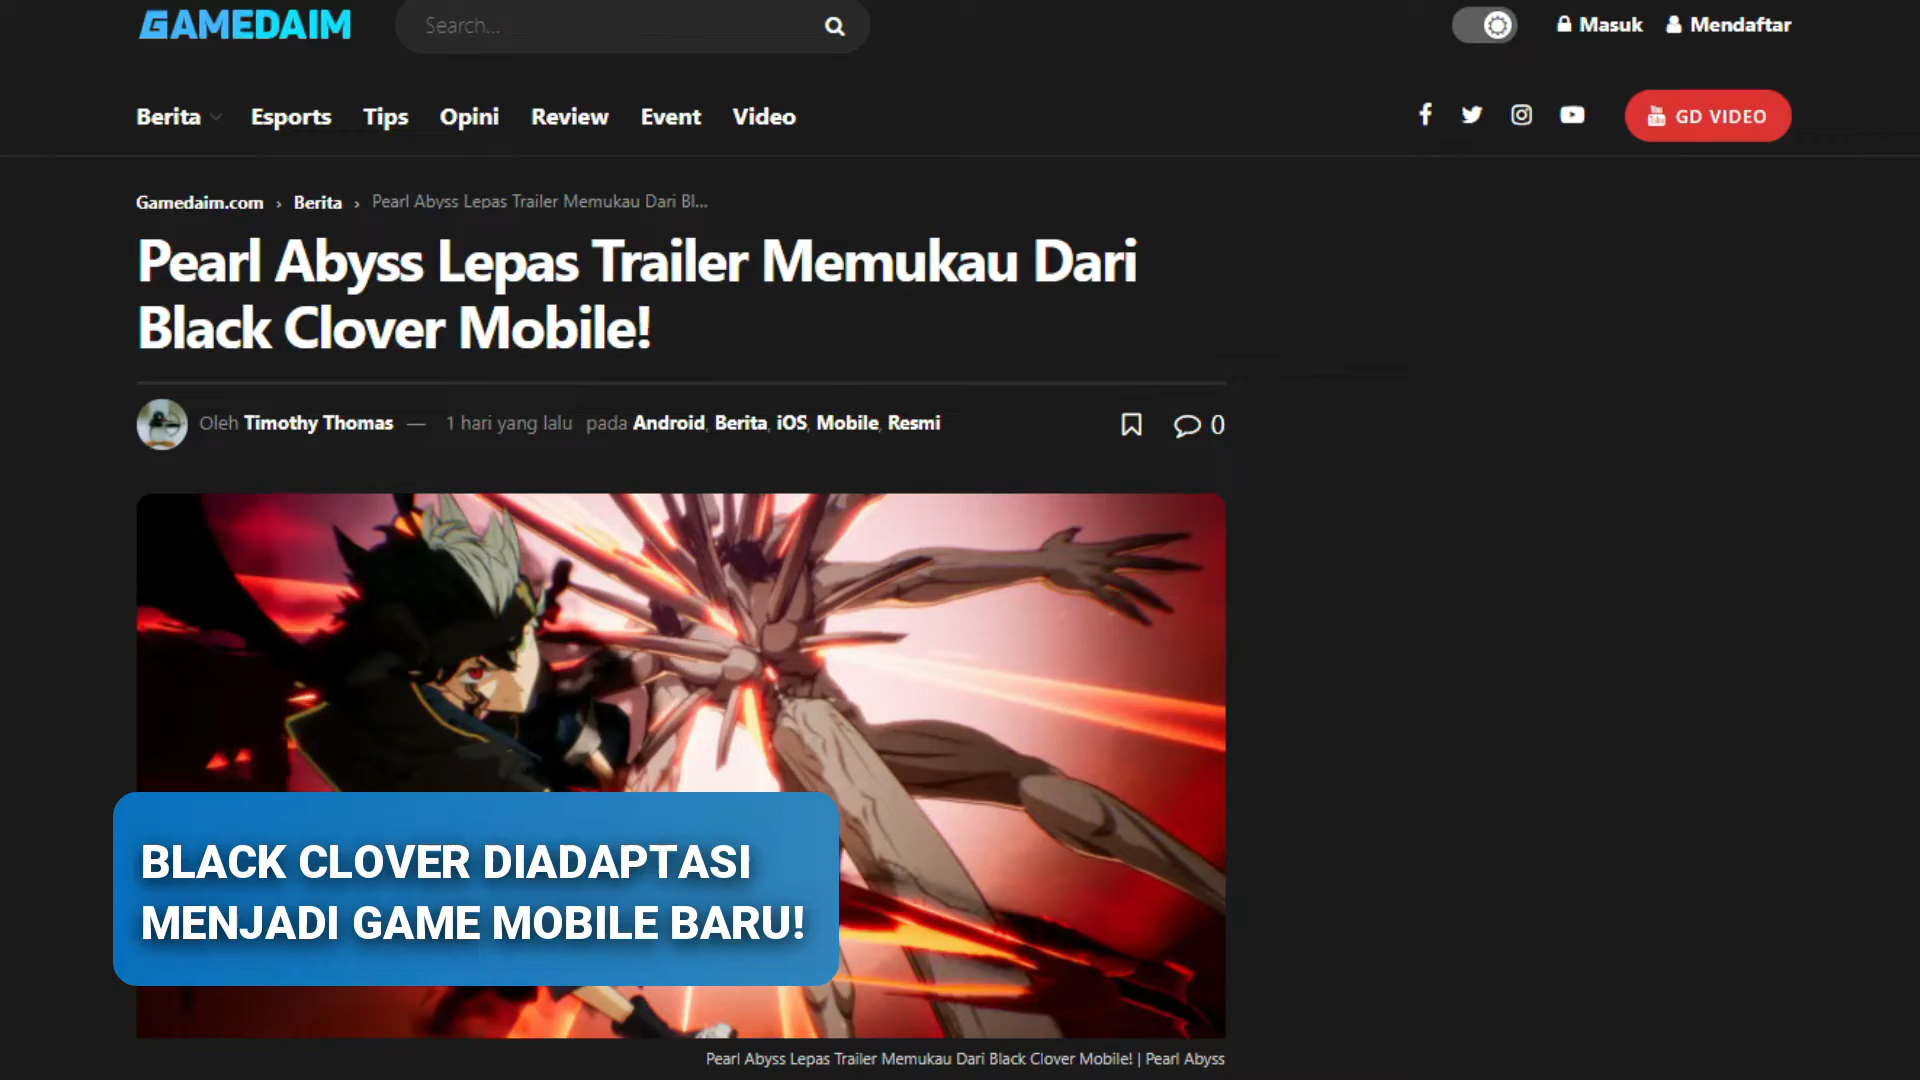 GAMEDAIM
Search...
Masuk
Mendaftar
Berita
Esports
Tips
Opini
Review
Event
Video
GD VIDEO
Gamedaim.com › Berita › Pearl Abyss Lepas Trailer Memukau Dari Bl...
Pearl Abyss Lepas Trailer Memukau Dari
Black Clover Mobile!
Oleh Timothy Thomas — 1 hari yang lalu pada Android, Berita, iOS, Mobile, Resmi
0
BLACK CLOVER DIADAPTASI
MENJADI GAME MOBILE BARU!
Pearl Abyss Lepas Trailer Memukau Dari Black Clover Mobile! | Pearl Abyss